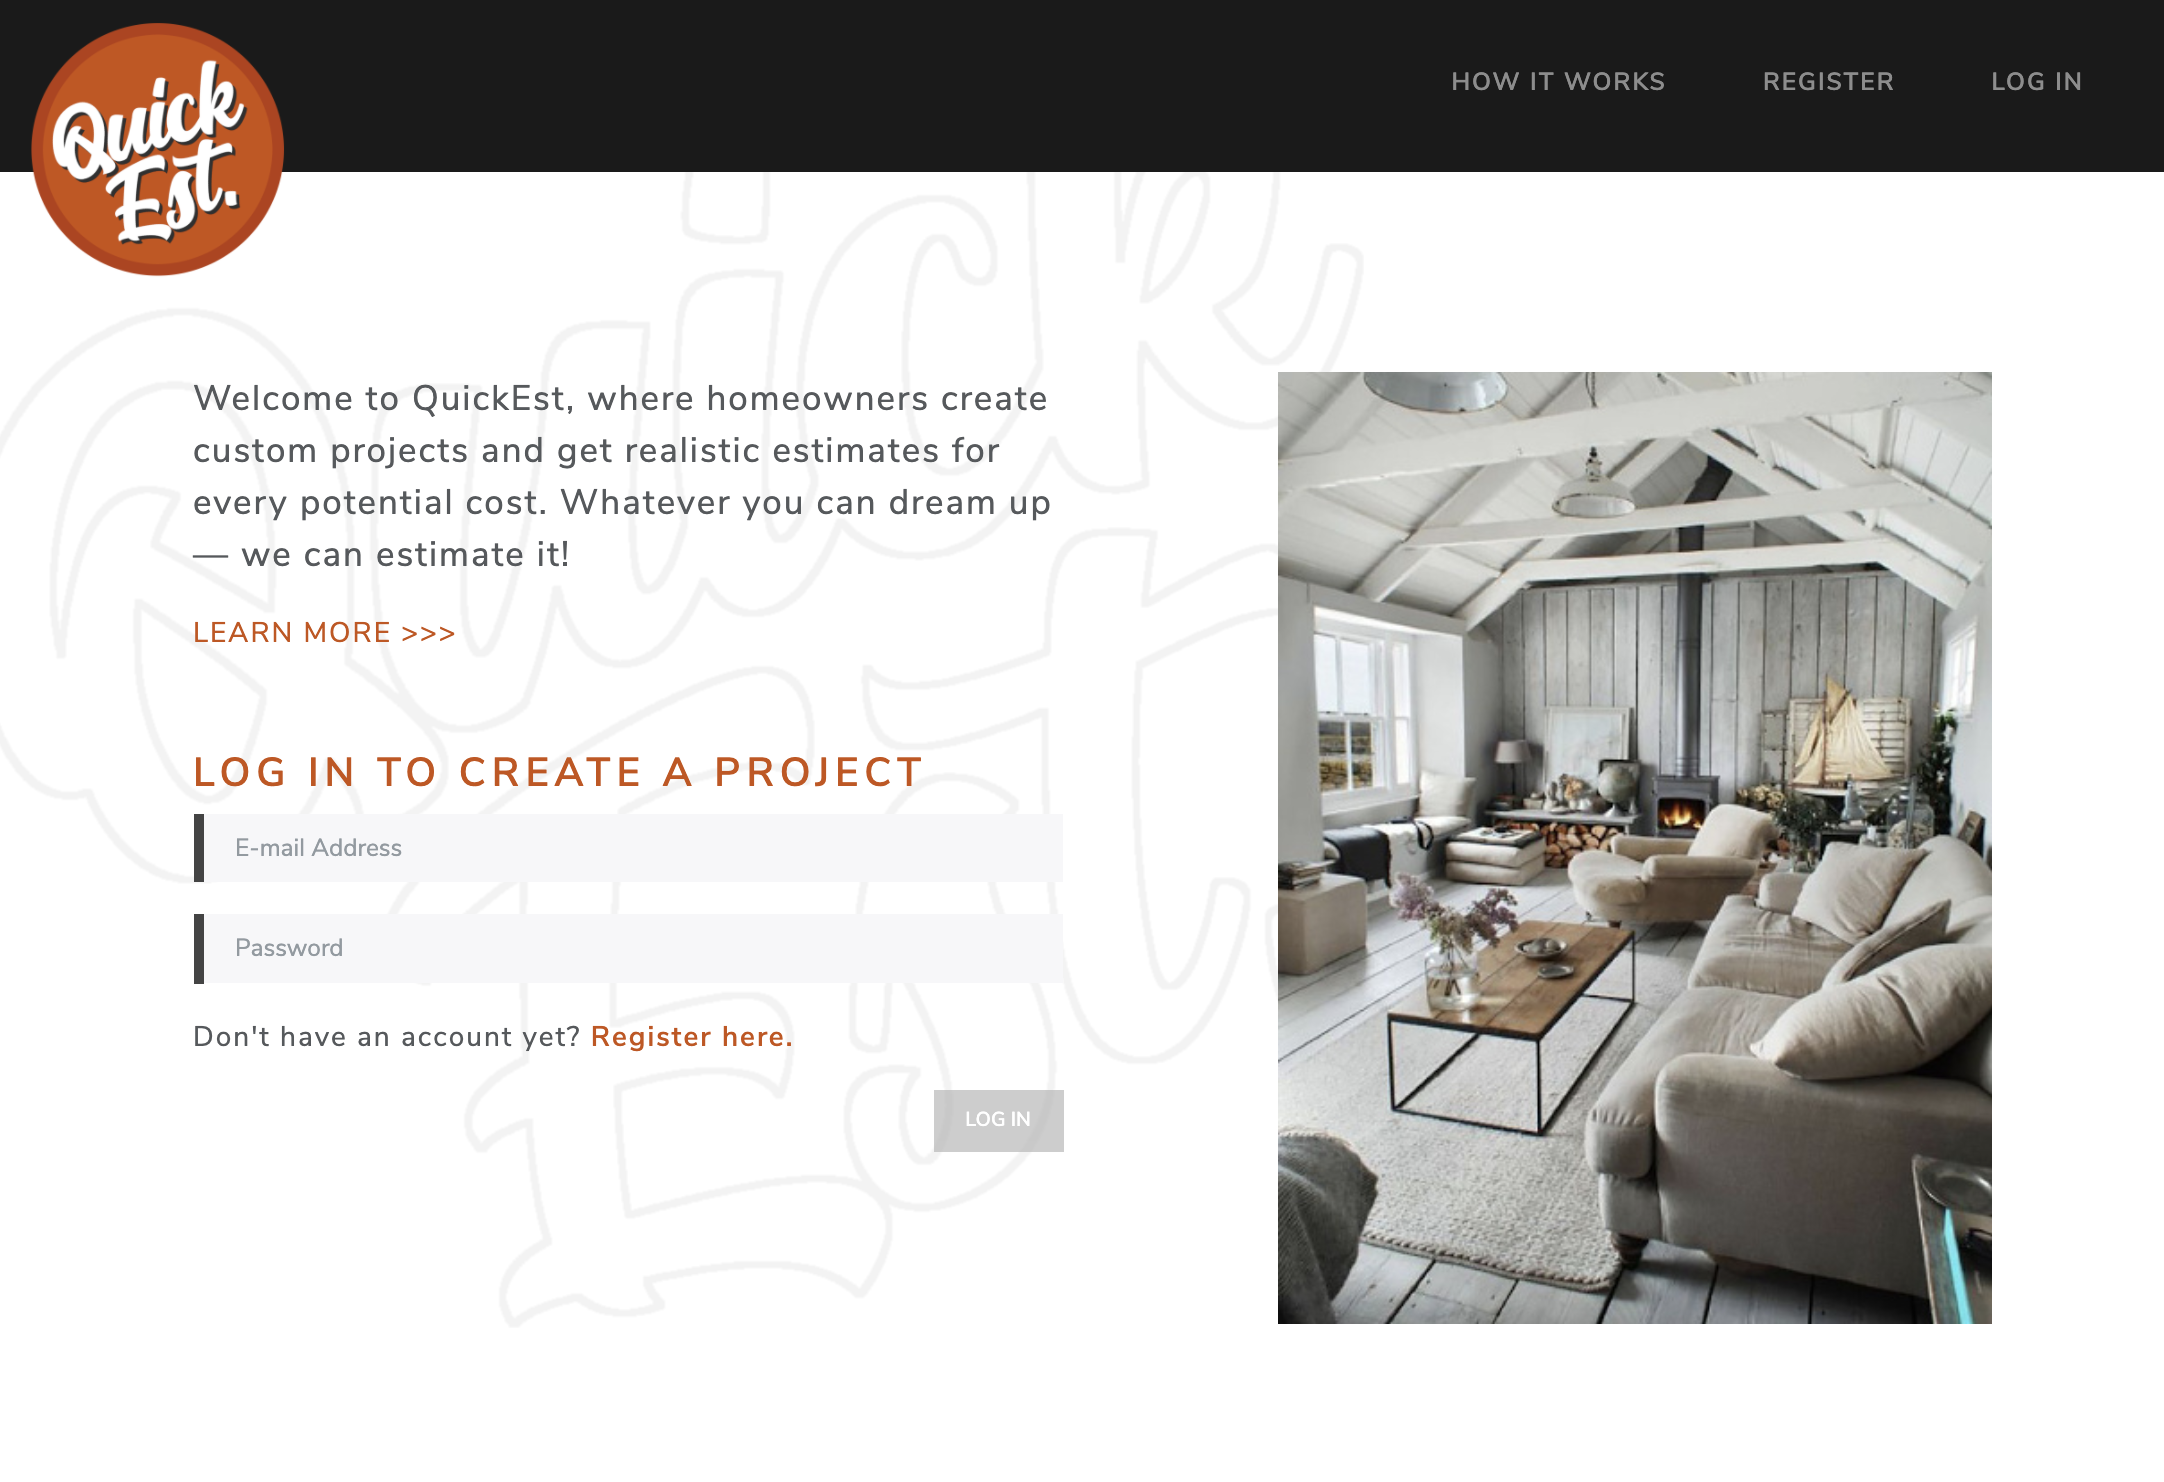 Quick
Est.
HOW IT WORKS
REGISTER
LOG IN
Welcome to QuickEst, where homeowners create
custom projects and get realistic estimates for
every potential cost. Whatever you can dream up
— we can estimate it!
LEARN MORE >>>
LOG IN TO CREATE A PROJECT
E-mail Address
Password
Don't have an account yet? Register here.
LOG IN
Quick
Est.